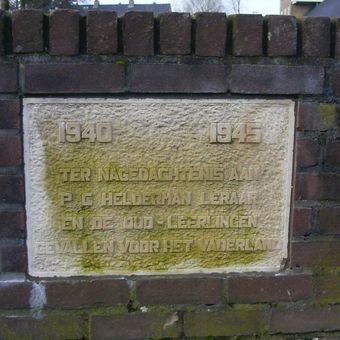 1940 1945
TER NAGEDACHTENIS AAN
P G HELDERMAN LERAAR
EN DE OUD-LEERLINGEN
GEVALLEN VOOR HET VADERLAND